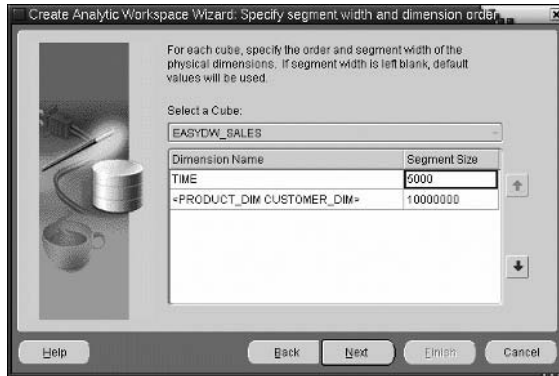 Create Analytic Workspace Wizard: Specify segment width and dimension order
For each cube, specify the order and segment width of the
physical dimensions. If segment width is left blank, default
values will be used.
Select a Cube:
EASYDW_SALES
Dimension Name Segment Size
TIME 5000
<PRODUCT_DIM CUSTOMER_DIM> 10000000
Help Back Next Finish Cancel